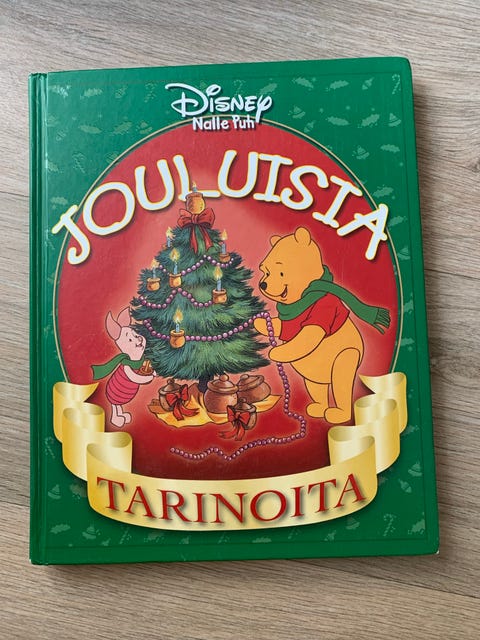 Disney
Nalle Puh
JOULUISIA
TARINOITA